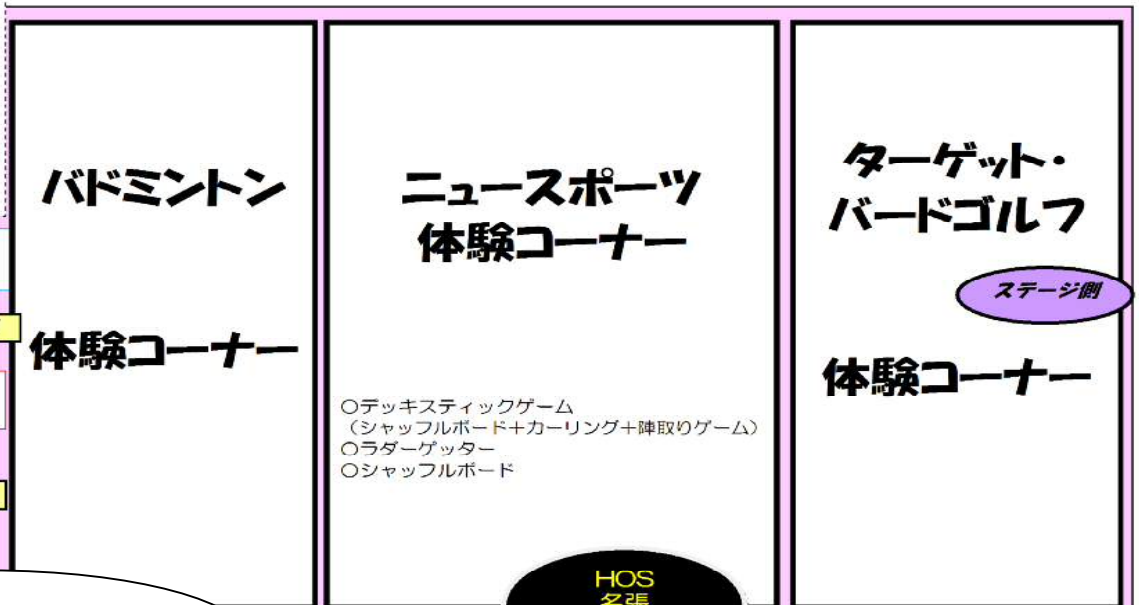 バドミントン
体験コーナー
ニュースポーツ
体験コーナー
○デッキスティックゲーム
（シャッフルボード＋カーリング＋陣取りゲーム）
○ラダーゲッター
○シャッフルボード
HOS
名張
ターゲット・
バードゴルフ
ステージ側
体験コーナー